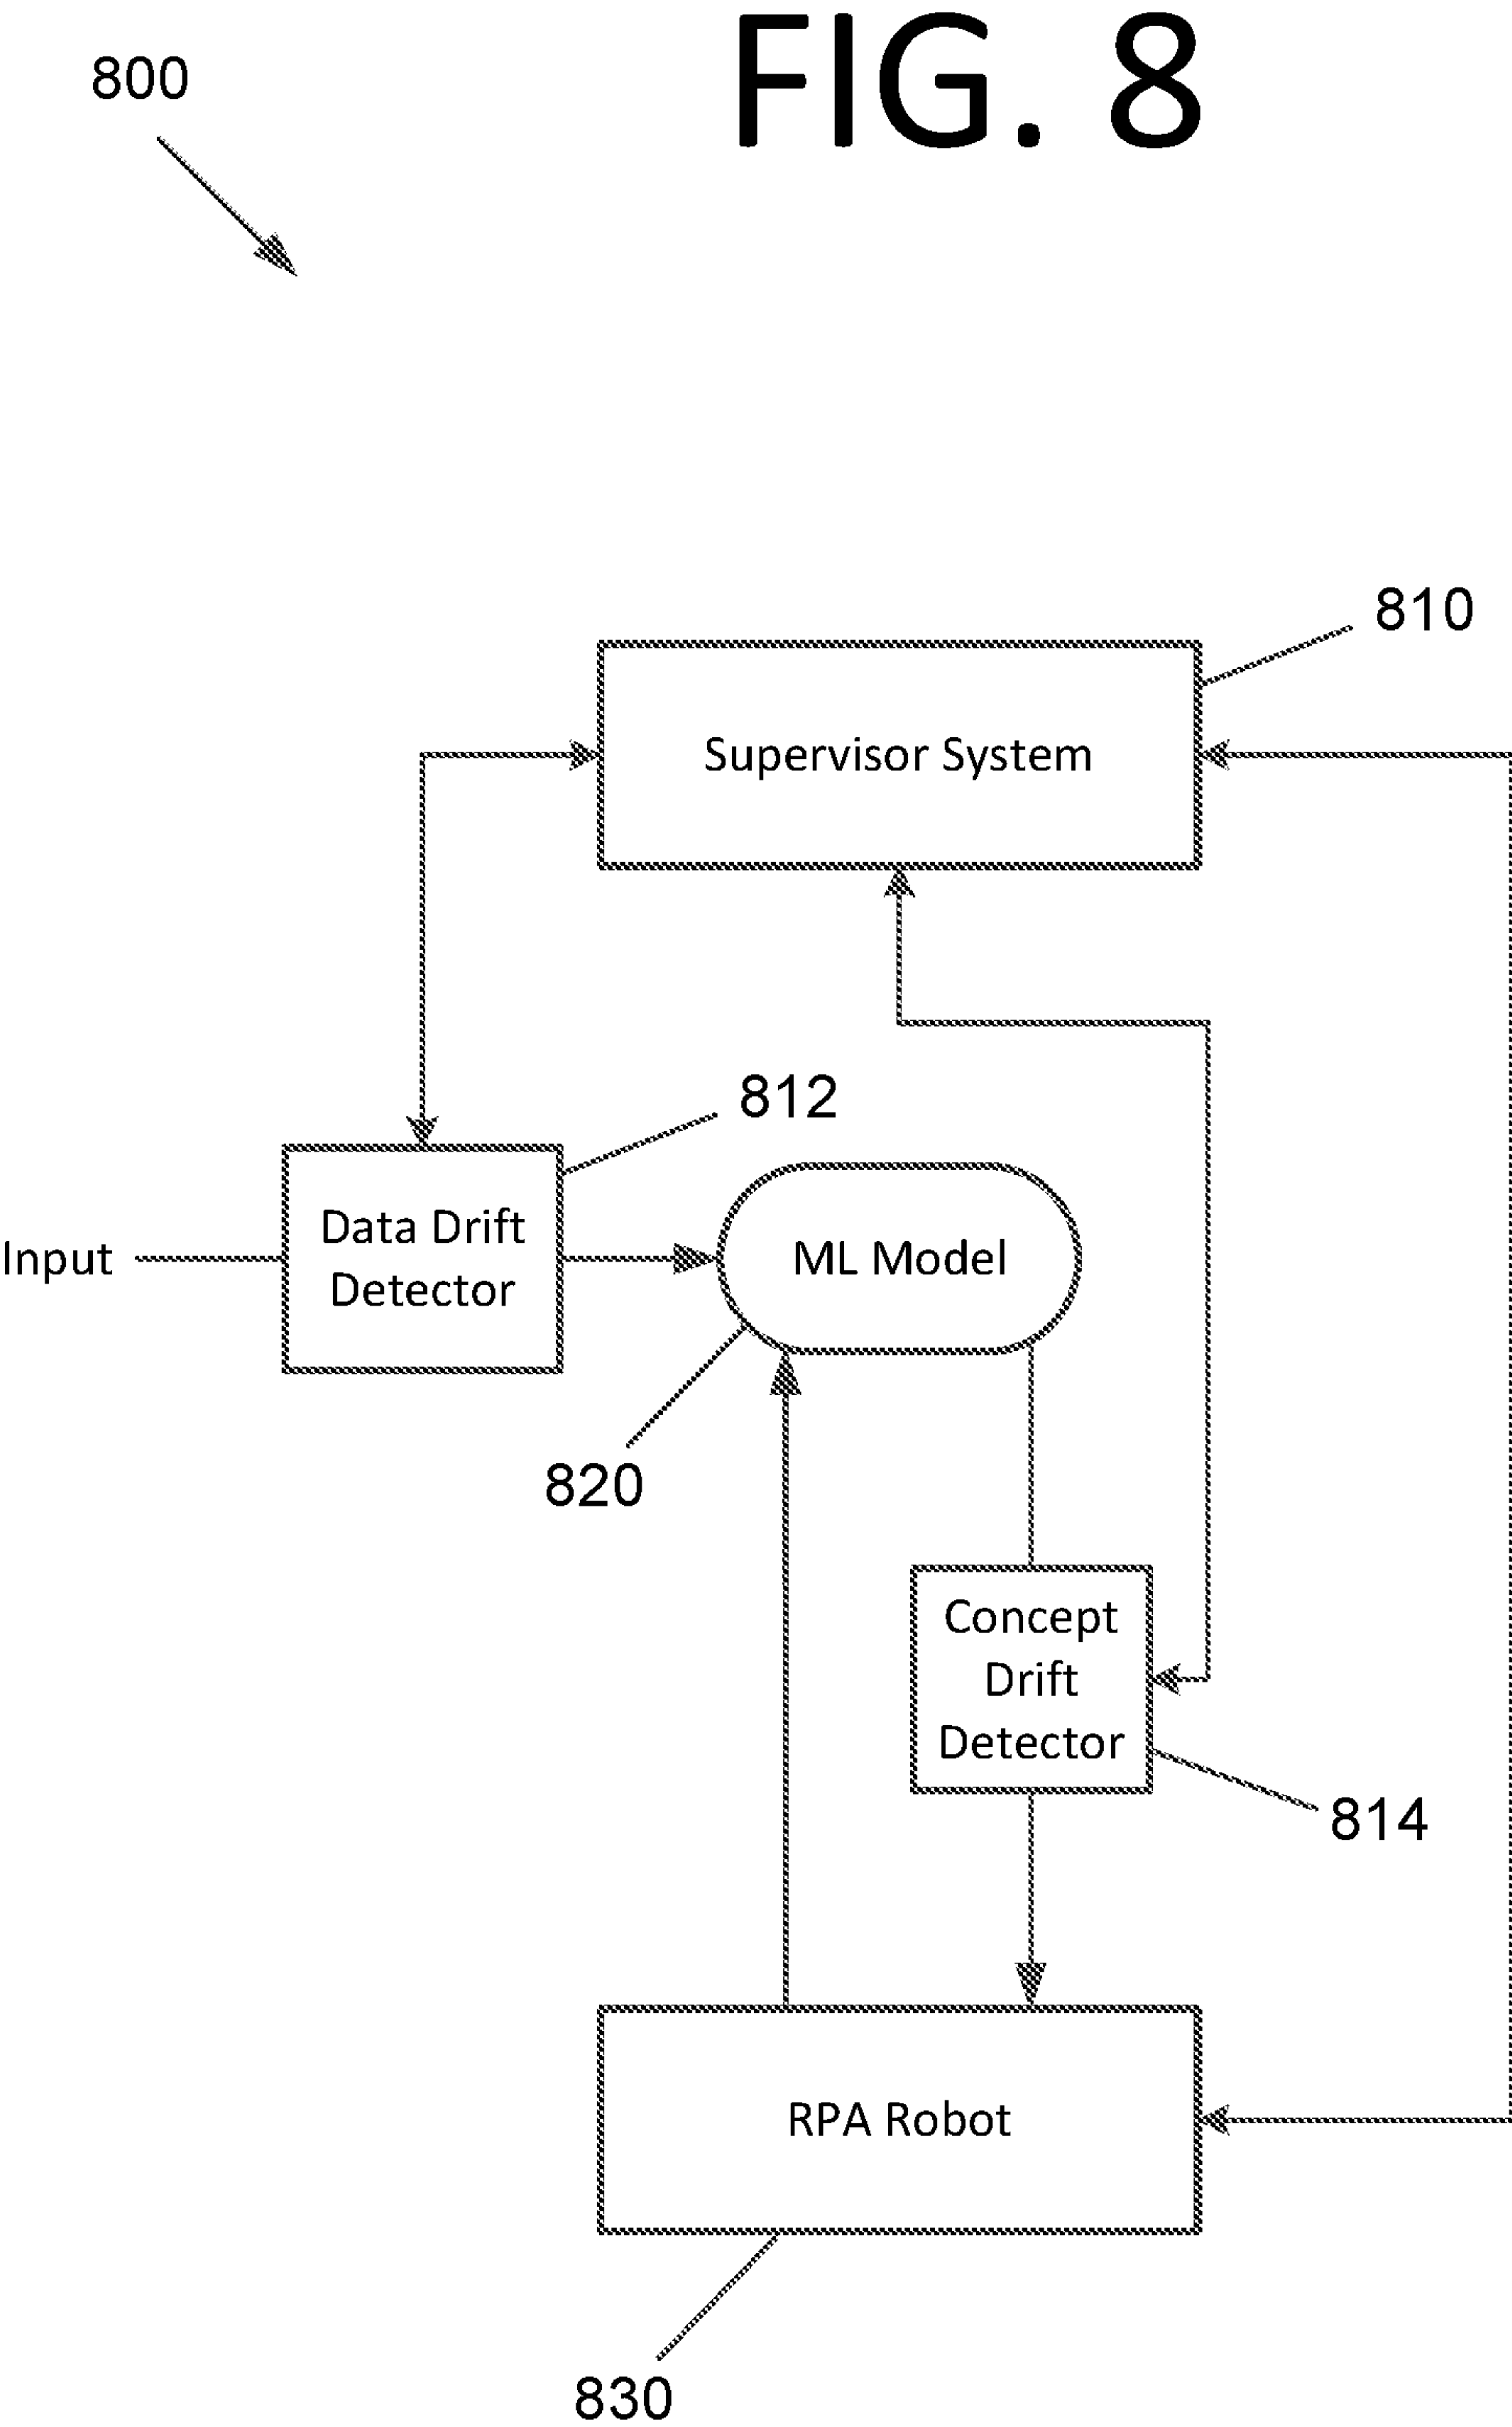 FIG. 8
800
810
Supervisor System
812
Data Drift
Detector
Input
ML Model
820
Concept
Drift
Detector
814
RPA Robot
830